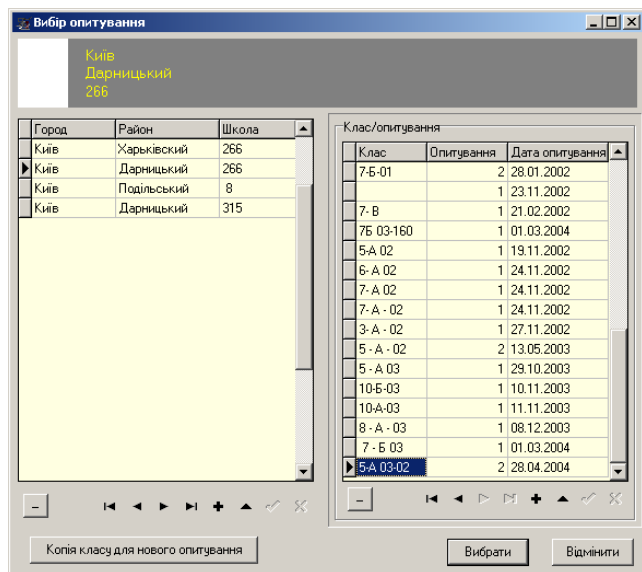 Вибір опитування
Київ
Дарницький
266
Город Район Школа
Київ Харьківский 266
Київ Дарницький 266
Київ Подільський 8
Київ Дарницький 315
Клас/опитування
Клас Опитування Дата опитування
7-Б-01 2 28.01.2002
1 23.11.2002
7- В 1 21.02.2002
7Б 03-160 1 01.03.2004
5-А 02 1 19.11.2002
6- А 02 1 24.11.2002
7- А 02 1 24.11.2002
7- А - 02 1 24.11.2002
3- А - 02 1 27.11.2002
5 - А - 02 2 13.05.2003
5 - А 03 1 29.10.2003
10-Б-03 1 10.11.2003
10-А-03 1 11.11.2003
8 - А - 03 1 08.12.2003
7 - Б 03 1 01.03.2004
5-А 03-02 2 28.04.2004
Копія класу для нового опитування
Вибрати
Відмінити